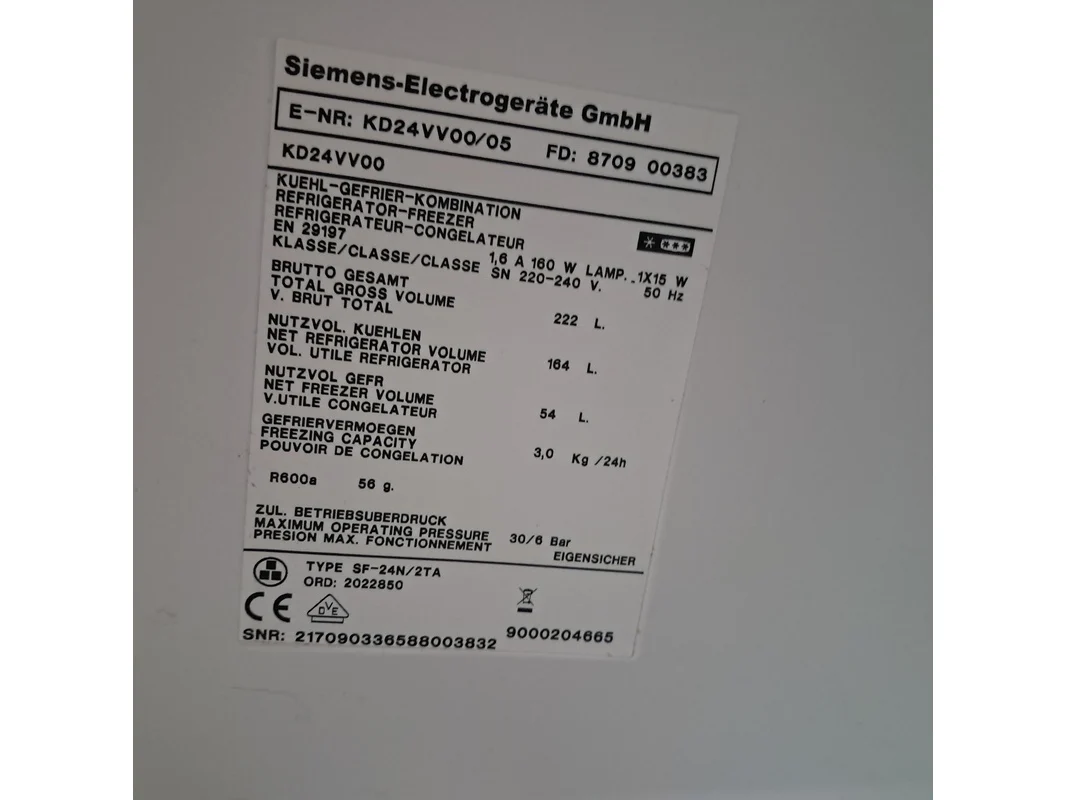 Siemens-Electrogeräte GmbH
E-NR: KD24VV00/05 FD: 8709 00383
KD24VV00
KUEHL-GEFRIER-KOMBINATION
REFRIGERATOR-FREEZER
REFRIGERATEUR-CONGELATEUR
EN 29197 1,6 A 160 W LAMP. 1X15 W
KLASSE/CLASSE/CLASSE SN 220-240 V. 50 Hz
BRUTTO GESAMT
TOTAL GROSS VOLUME 222 L.
V. BRUT TOTAL
NUTZVOL. KUEHLEN
NET REFRIGERATOR VOLUME 164 L.
VOL. UTILE REFRIGERATOR
NUTZVOL GEFR
NET FREEZER VOLUME 54 L.
V.UTILE CONGELATEUR
GEFRIERVERMOEGEN
FREEZING CAPACITY 3,0 Kg /24h
POUVOIR DE CONGELATION
R600a 56 g.
ZUL. BETRIEBSUBERDRUCK
MAXIMUM OPERATING PRESSURE 30/6 Bar
PRESION MAX. FONCTIONNEMENT EIGENSICHER
TYPE SF-24N/2TA
ORD: 2022850
CE DVE
SNR: 217090336588003832 9000204665